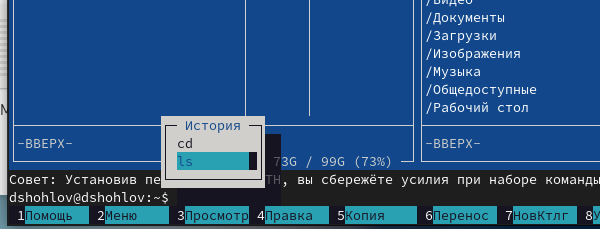 /Видео
/Документы
/Загрузки
/Изображения
/Музыка
/Общедоступные
/Рабочий стол
История
cd
ls
-ВВЕРХ-
73G / 99G (73%)
-ВВЕРХ-
Совет: Установив пе TH, вы сбережёте усилия при наборе команды
dshohlov@dshohlov:~$
1Помощь 2Меню 3Просмотр 4Правка 5Копия 6Перенос 7НовКтлг 8У